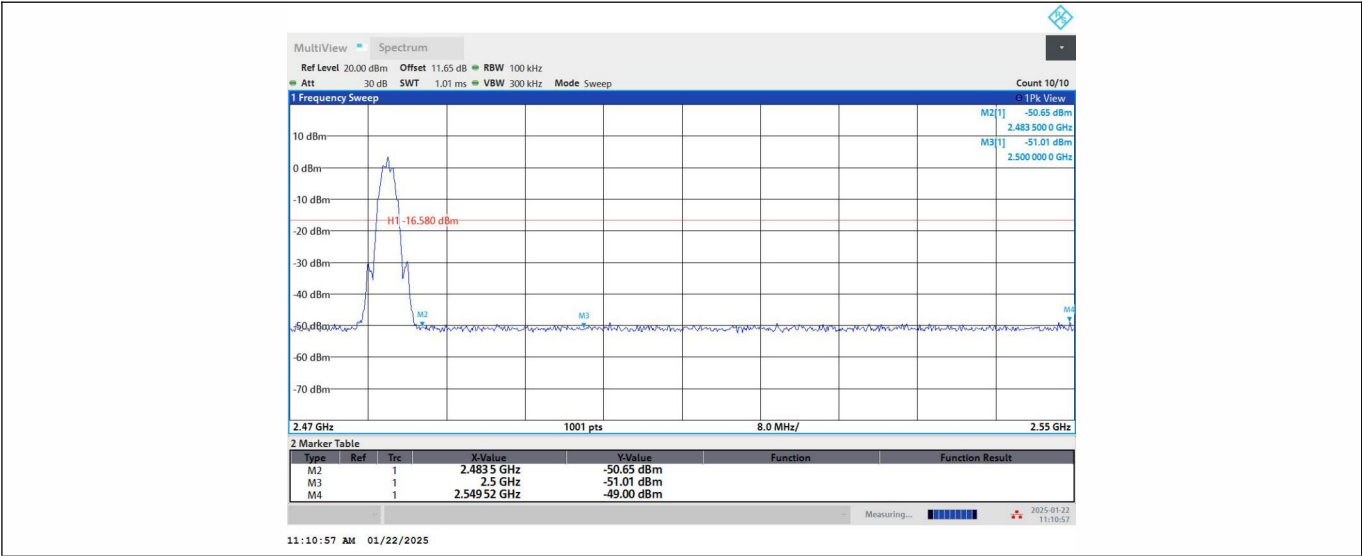 MultiView Spectrum
Ref Level 20.00 dBm Offset 11.65 dB RBW 100 kHz
Att 30 dB SWT 1.01 ms VBW 300 kHz Mode Sweep Count 10/10
1 Frequency Sweep 1Pk View
M2[1] -50.65 dBm
2.483 500 0 GHz
10 dBm
M3[1] -51.01 dBm
2.500 000 0 GHz
0 dBm
-10 dBm
H1 -16.580 dBm
-20 dBm
-30 dBm
-40 dBm
M2 M3 M4
-50 dBm
-60 dBm
-70 dBm
2.47 GHz 1001 pts 8.0 MHz/ 2.55 GHz
2 Marker Table
Type Ref Trc X-Value Y-Value Function Function Result
M2 1 2.483 5 GHz -50.65 dBm
M3 1 2.5 GHz -51.01 dBm
M4 1 2.549 52 GHz -49.00 dBm
Measuring... 2025-01-22
11:10:57
11:10:57 AM 01/22/2025